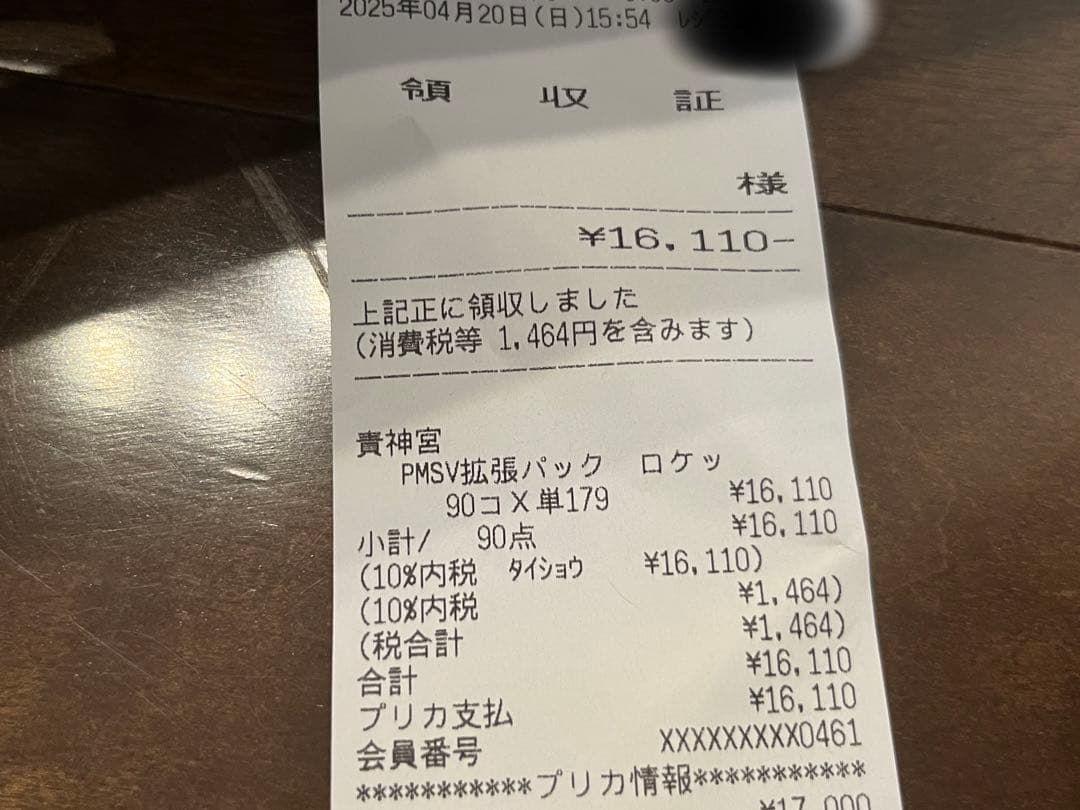 2025年04月20日(日)15:54 レジ
領 収 証
様
¥16,110-
上記正に領収しました
(消費税等 1,464円を含みます)
責神宮
PMSV拡張パック ロケッ
90コX単179 ¥16,110
小計/ 90点 ¥16,110
(10%内税 タイショウ ¥16,110)
(10%内税 ¥1,464)
(税合計 ¥1,464)
合計 ¥16,110
プリカ支払 ¥16,110
会員番号 XXXXXXXXX0461
***********プリカ情報***********
¥17,000